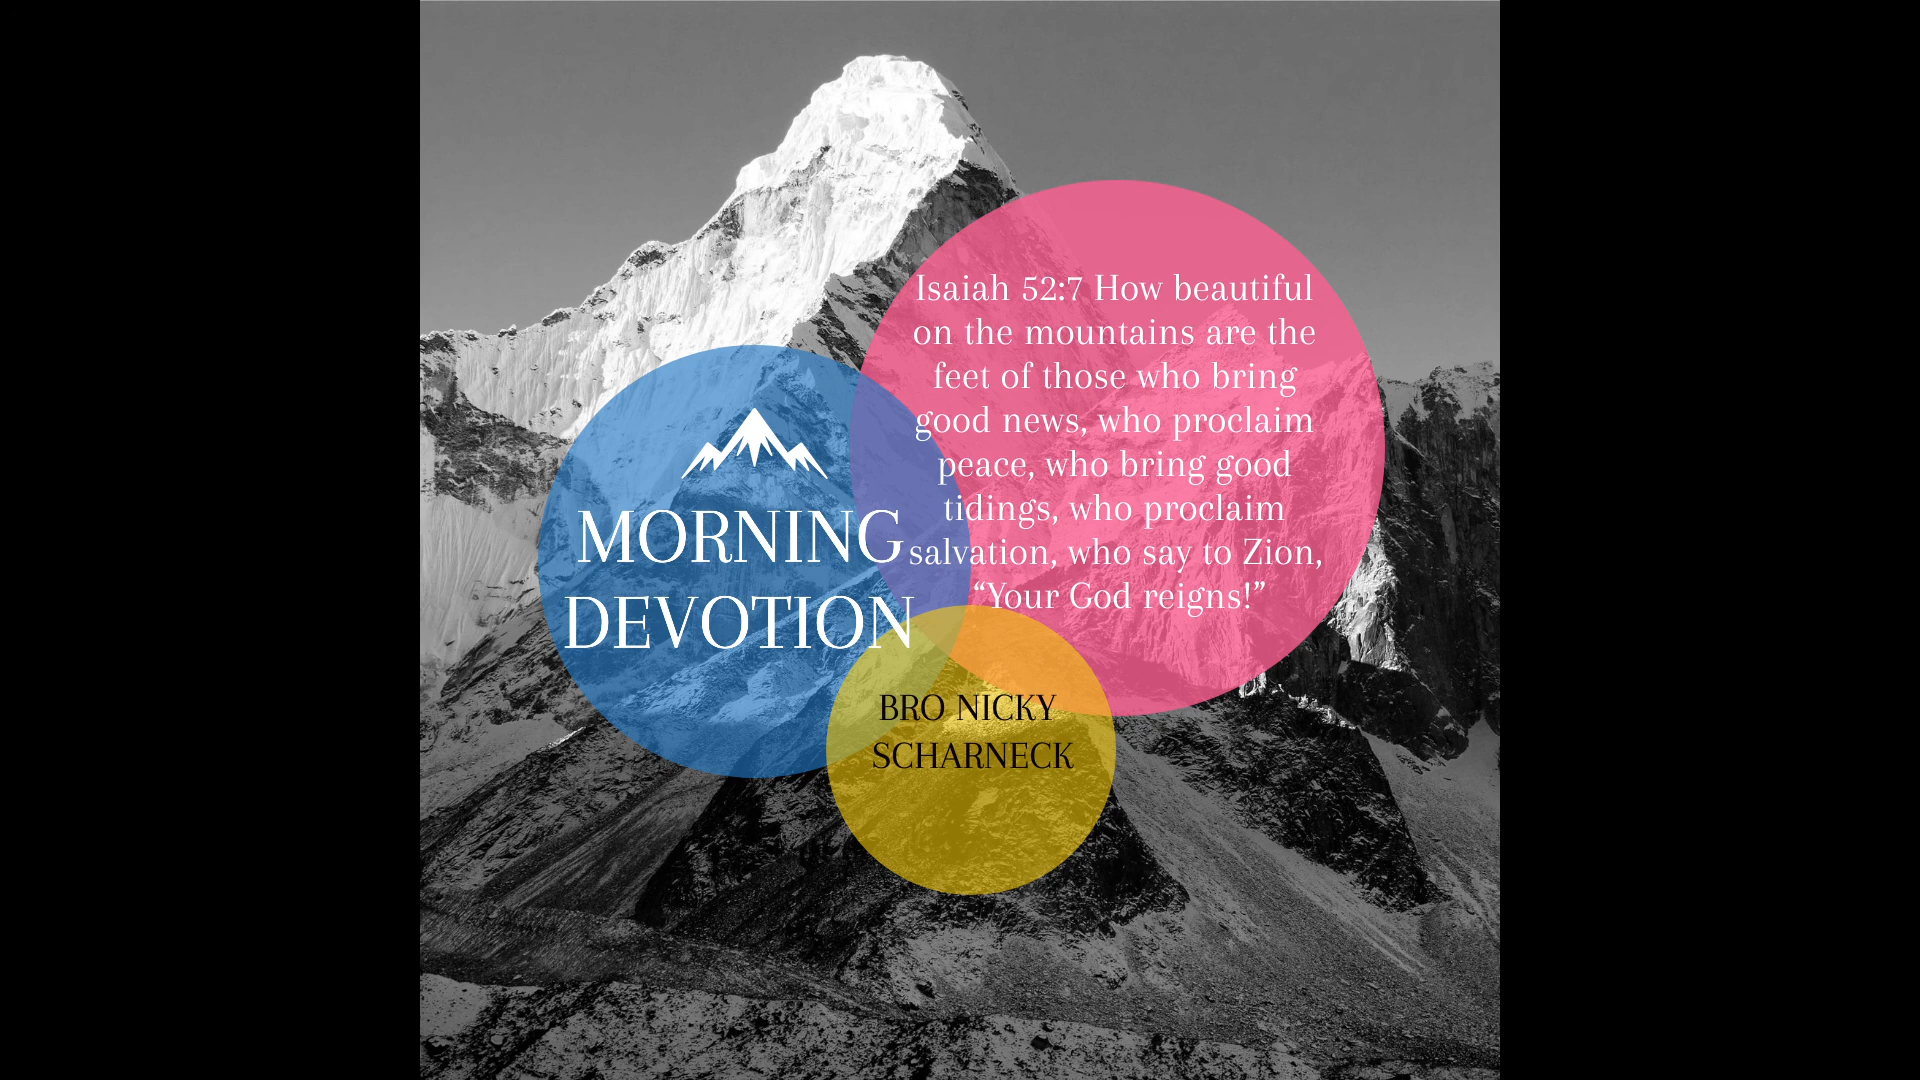 MORNING
DEVOTION
Isaiah 52:7 How beautiful
on the mountains are the
feet of those who bring
good news, who proclaim
peace, who bring good
tidings, who proclaim
salvation, who say to Zion,
“Your God reigns!”
BRO NICKY
SCHARNECK